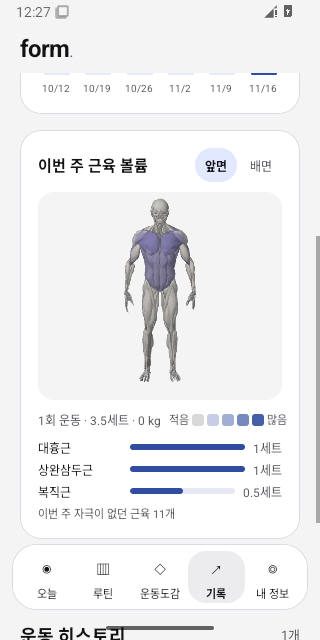 12:27
form.
10/12 10/19 10/26 11/2 11/9 11/16
이번 주 근육 볼륨 앞면 배면
1회 운동 · 3.5세트 · 0 kg 적음 많음
대흉근 1세트
상완삼두근 1세트
복직근 0.5세트
이번 주 자극이 없던 근육 11개
오늘 루틴 운동도감 기록 내 정보
운동 히스토리 1개